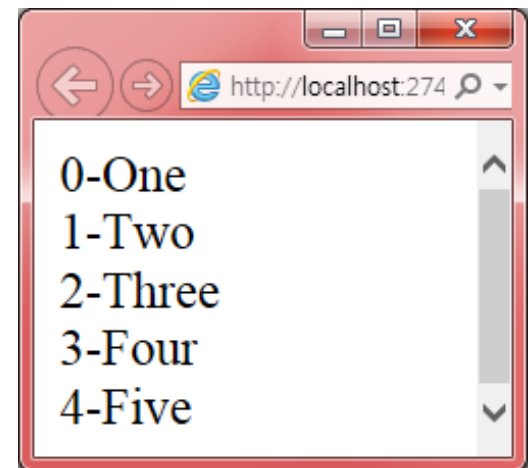 http://localhost:274
0-One
1-Two
2-Three
3-Four
4-Five